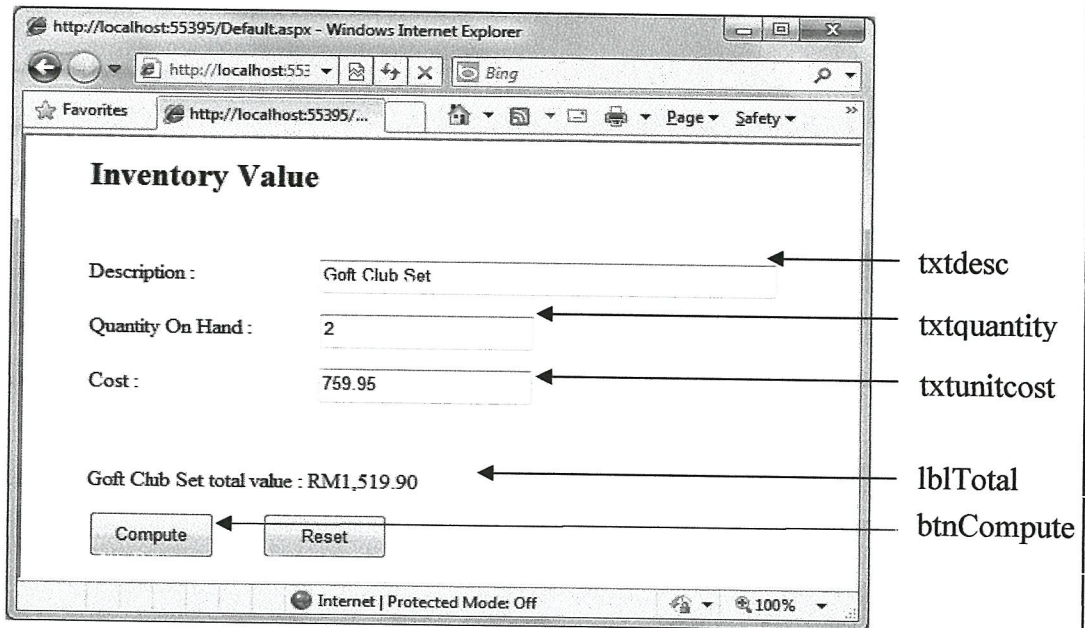 http://localhost:55395/Default.aspx - Windows Internet Explorer
http://localhost:553
Bing
Favorites
http://localhost:55395/...
Page
Safety
»
Inventory Value
Description :
Goft Club Set
txtdesc
Quantity On Hand :
2
txtquantity
Cost :
759.95
txtunitcost
Goft Club Set total value : RM1,519.90
lblTotal
Compute
Reset
btnCompute
Internet | Protected Mode: Off
100%